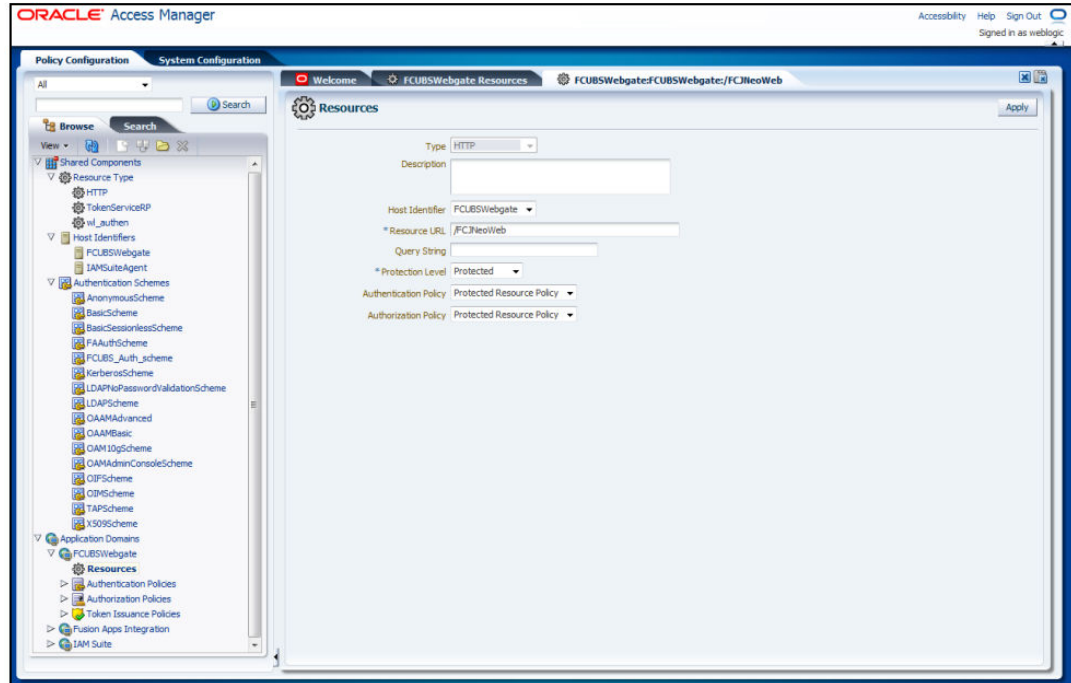 ORACLE® Access Manager
Accessibility Help Sign Out
Signed in as weblogic
Policy Configuration System Configuration
All
Search
Browse Search
View
Shared Components
Resource Type
HTTP
TokenServiceRP
wl_authen
Host Identifiers
FCUBSWebgate
IAMSuiteAgent
Authentication Schemes
AnonymousScheme
BasicScheme
BasicSessionlessScheme
FAAuthScheme
FCUBS_Auth_scheme
KerberosScheme
LDAPNoPasswordValidationScheme
LDAPScheme
OAAMAdvanced
OAAMBasic
OAM10gScheme
OAMAdminConsoleScheme
OIFScheme
OIMScheme
TAPScheme
X509Scheme
Application Domains
FCUBSWebgate
Resources
Authentication Policies
Authorization Policies
Token Issuance Policies
Fusion Apps Integration
IAM Suite
Welcome FCUBSWebgate Resources FCUBSWebgate:FCUBSWebgate:/FCJNeoWeb
Resources Apply
Type HTTP
Description
Host Identifier FCUBSWebgate
* Resource URL /FCJNeoWeb
Query String
* Protection Level Protected
Authentication Policy Protected Resource Policy
Authorization Policy Protected Resource Policy